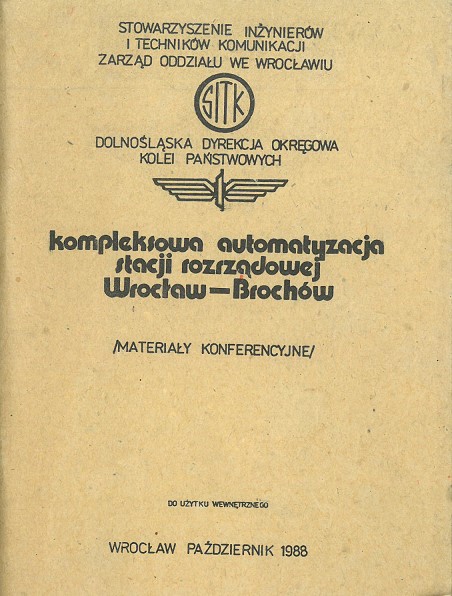 STOWARZYSZENIE INŻYNIERÓW
I TECHNIKÓW KOMUNIKACJI
ZARZĄD ODDZIAŁU WE WROCŁAWIU
SITK
DOLNOŚLĄSKA DYREKCJA OKRĘGOWA
KOLEI PAŃSTWOWYCH
kompleksowa automatyzacja
stacji rozrządowej
Wrocław-Brochów
/MATERIAŁY KONFERENCYJNE/
DO UŻYTKU WEWNĘTRZNEGO
WROCŁAW PAŹDZIERNIK 1988